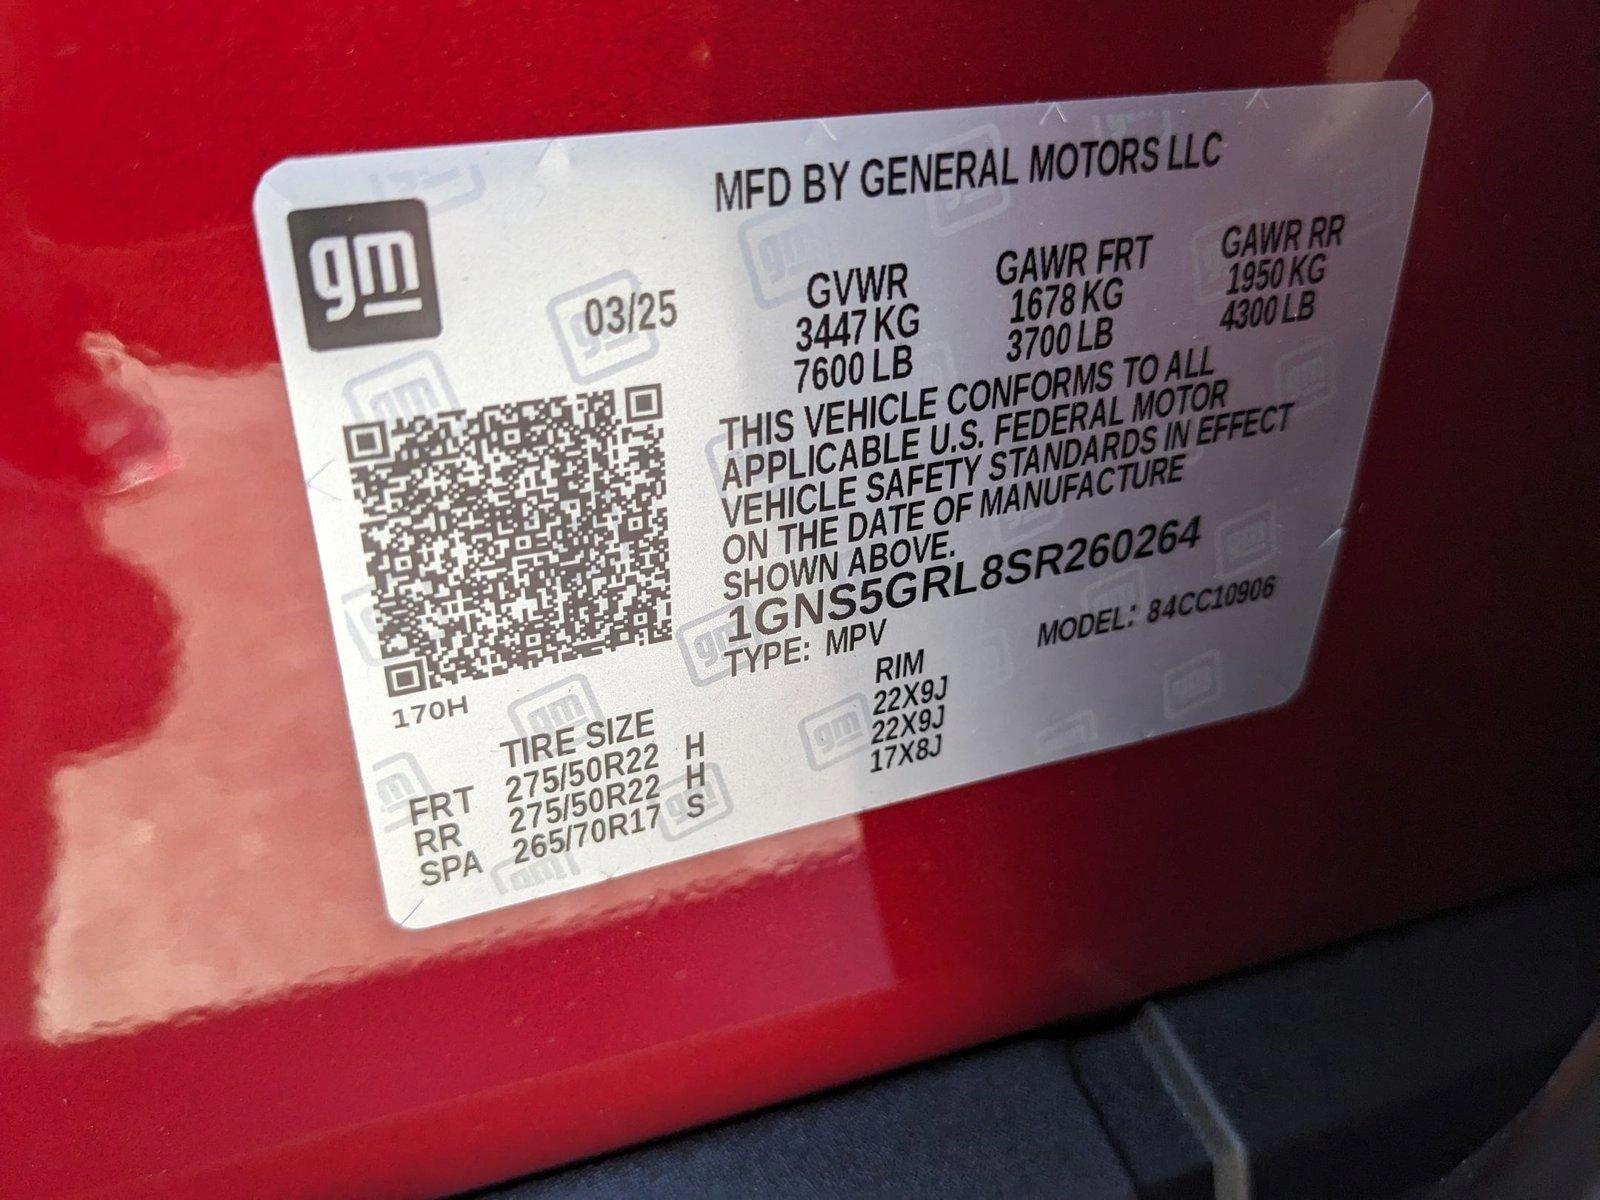 gm
MFD BY GENERAL MOTORS LLC
03/25
GVWR
3447 KG
7600 LB
GAWR FRT
1678 KG
3700 LB
GAWR RR
1950 KG
4300 LB
THIS VEHICLE CONFORMS TO ALL
APPLICABLE U.S. FEDERAL MOTOR
VEHICLE SAFETY STANDARDS IN EFFECT
ON THE DATE OF MANUFACTURE
SHOWN ABOVE.
1GNS5GRL8SR260264
TYPE: MPV MODEL: 84CC10906
170H
TIRE SIZE RIM
FRT 275/50R22 H 22X9J
RR 275/50R22 H 22X9J
SPA 265/70R17 S 17X8J